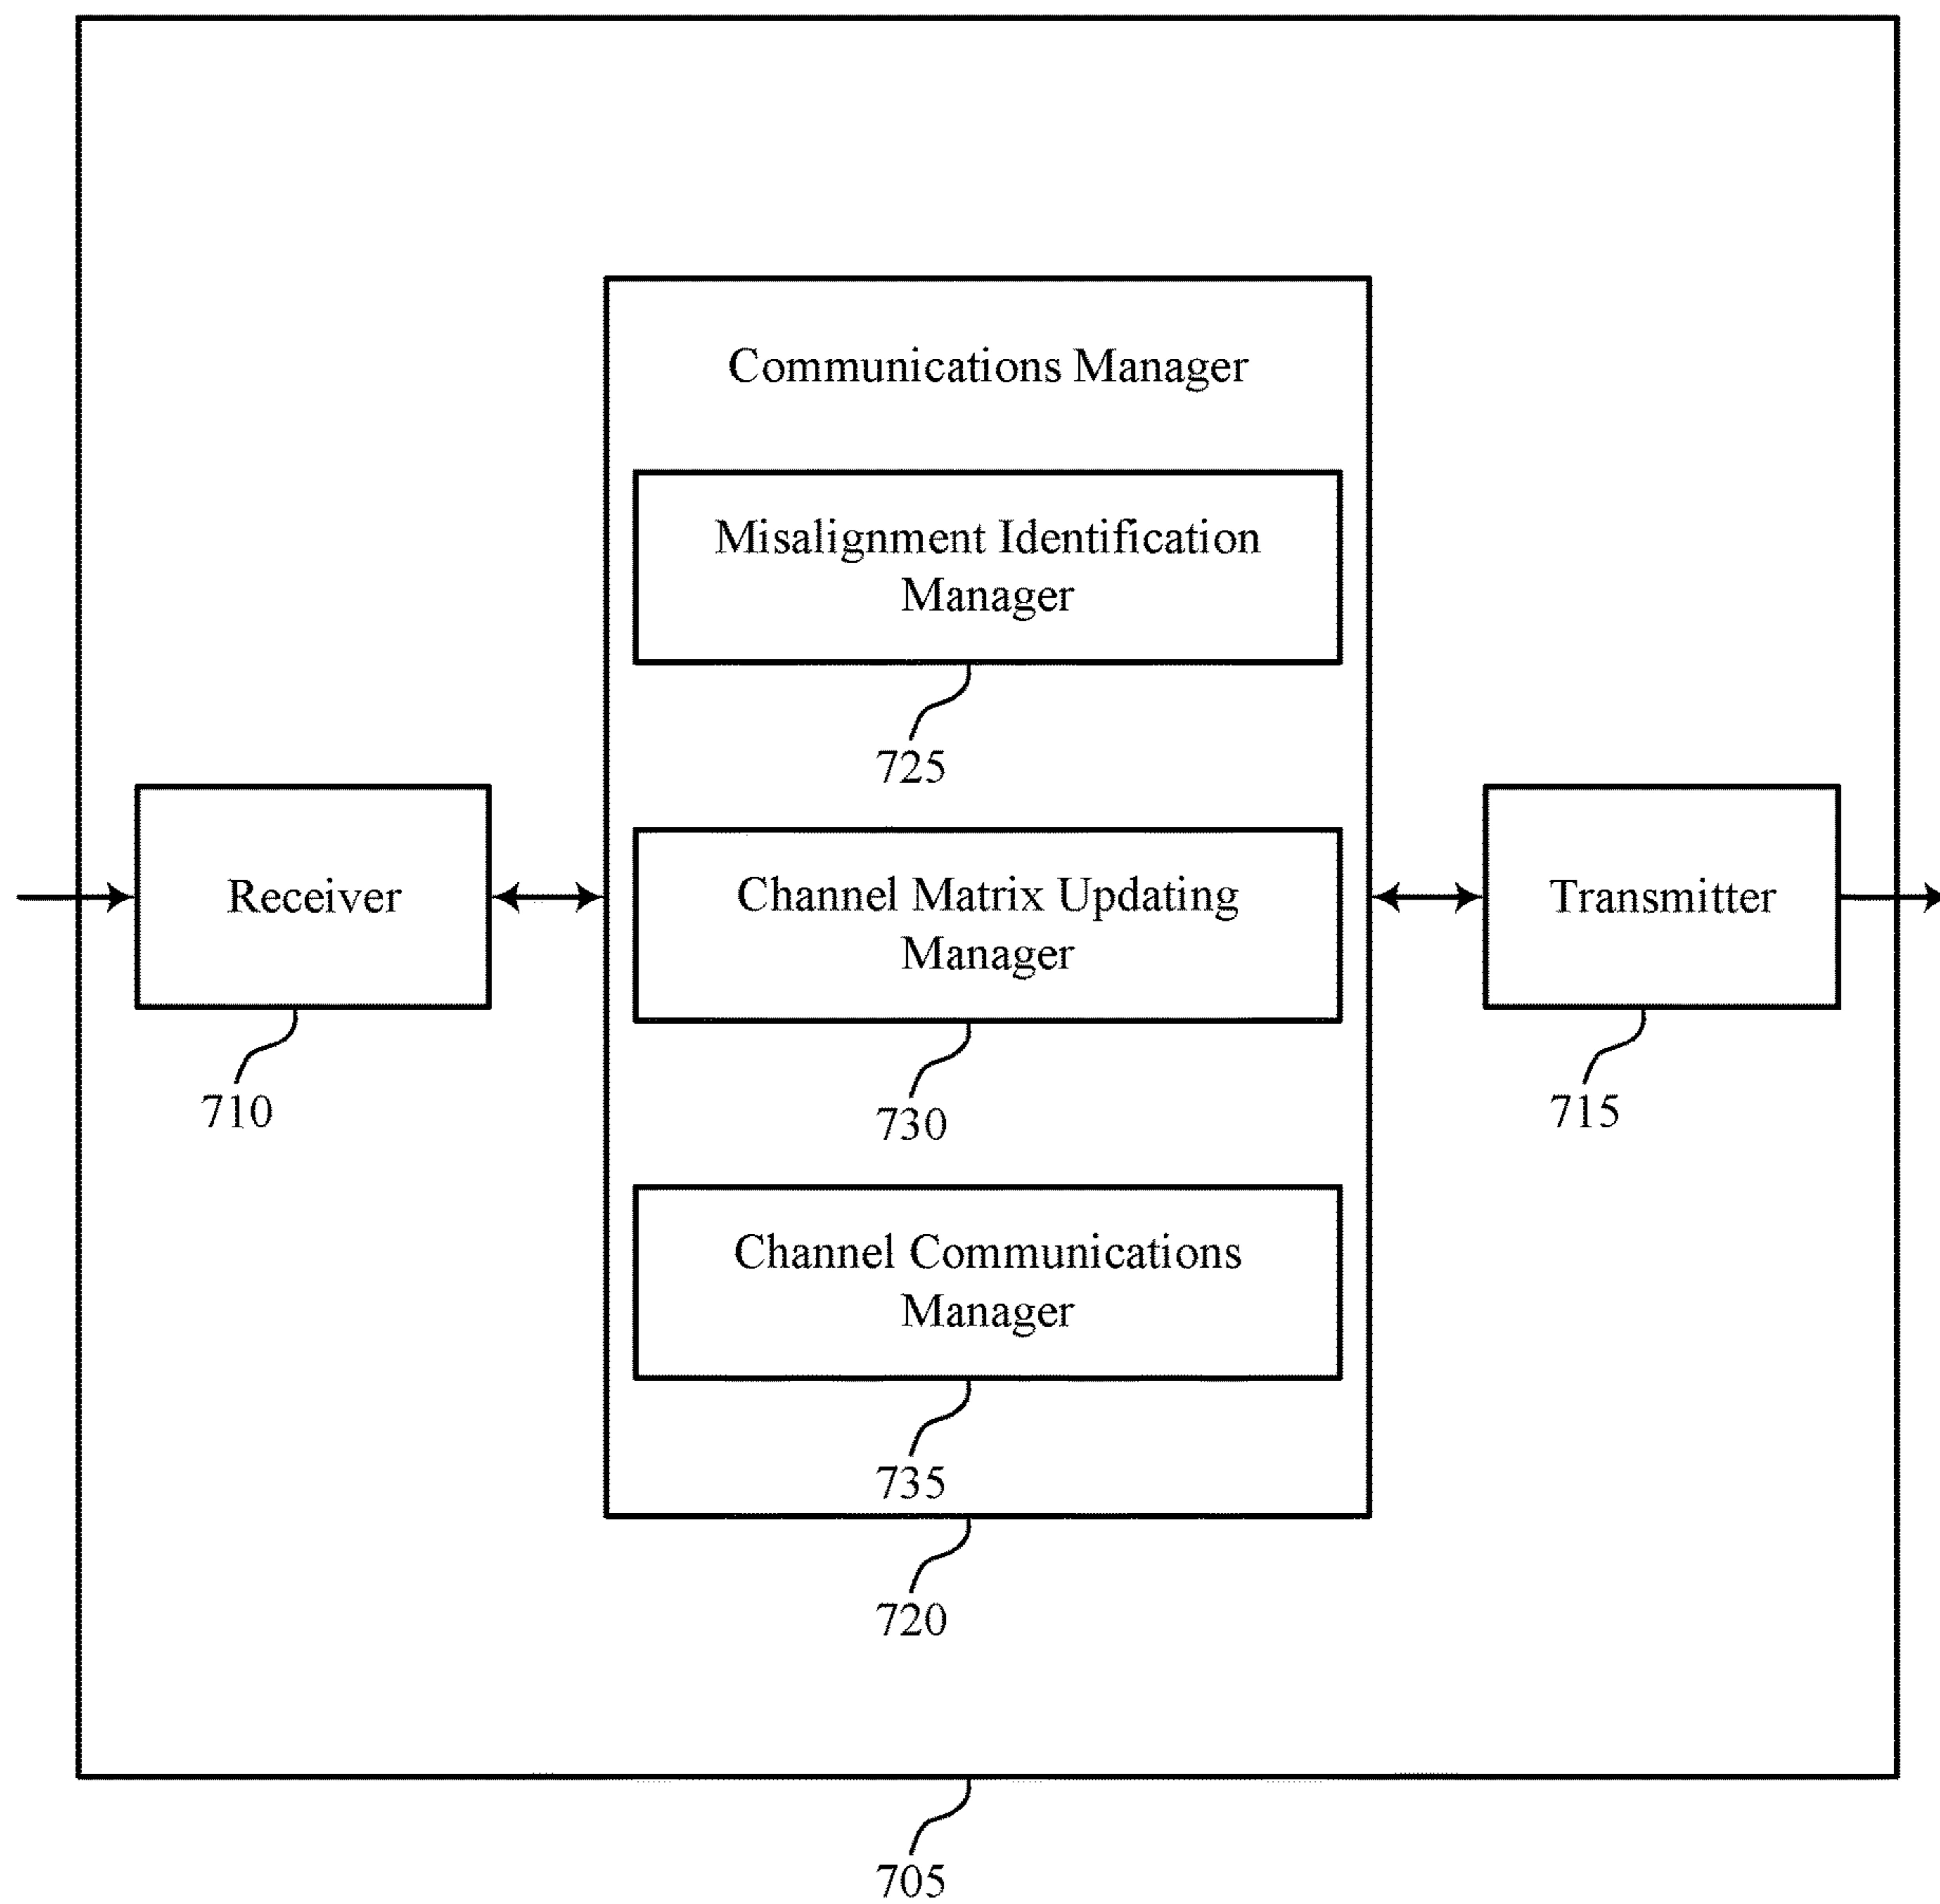 Communications Manager
Misalignment Identification
Manager
725
Receiver
710
Channel Matrix Updating
Manager
730
Transmitter
715
Channel Communications
Manager
735
720
705